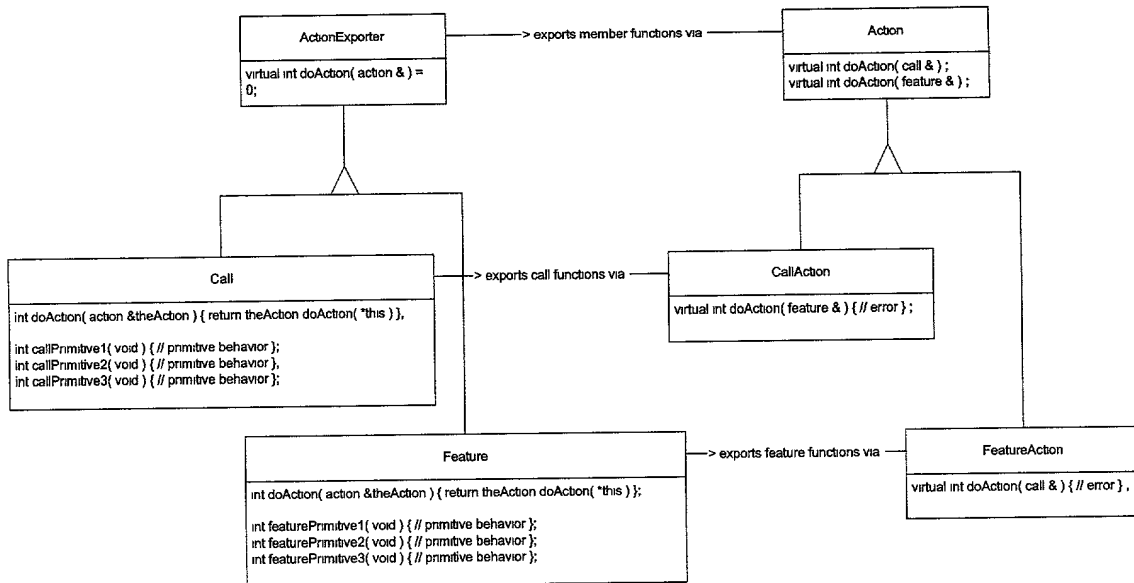 ActionExporter
> exports member functions via
Action
virtual int doAction( action & ) =
0;
virtual int doAction( call & ) ;
virtual int doAction( feature & ) ;
Call
> exports call functions via
CallAction
int doAction( action &theAction ) { return theAction doAction( *this ) },
virtual int doAction( feature & ) { // error } ;
int callPrimitive1( void ) { // primitive behavior };
int callPrimitive2( void ) { // primitive behavior },
int callPrimitive3( void ) { // primitive behavior };
Feature
> exports feature functions via
FeatureAction
int doAction( action &theAction ) { return theAction doAction( *this ) };
virtual int doAction( call & ) { // error } ,
int featurePrimitive1( void ) { // primitive behavior };
int featurePrimitive2( void ) { // primitive behavior };
int featurePrimitive3( void ) { // primitive behavior };